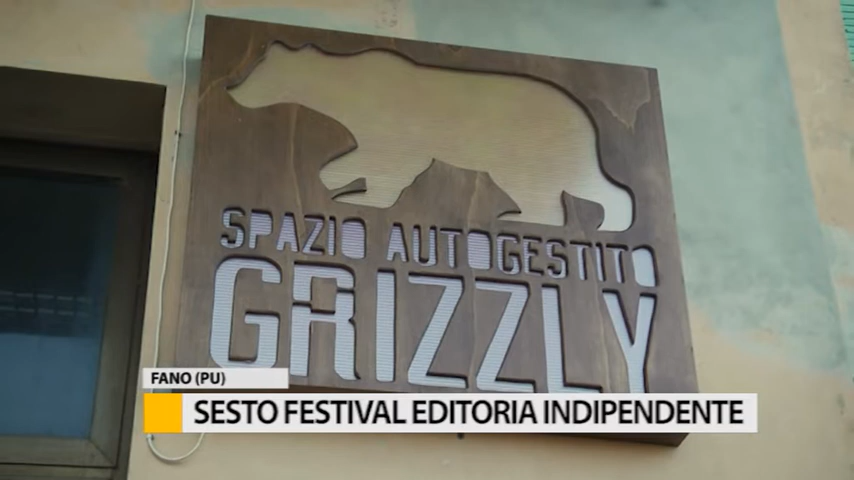 SPAZIO AUTOGESTITO
GRIZZLY
FANO (PU)
SESTO FESTIVAL EDITORIA INDIPENDENTE